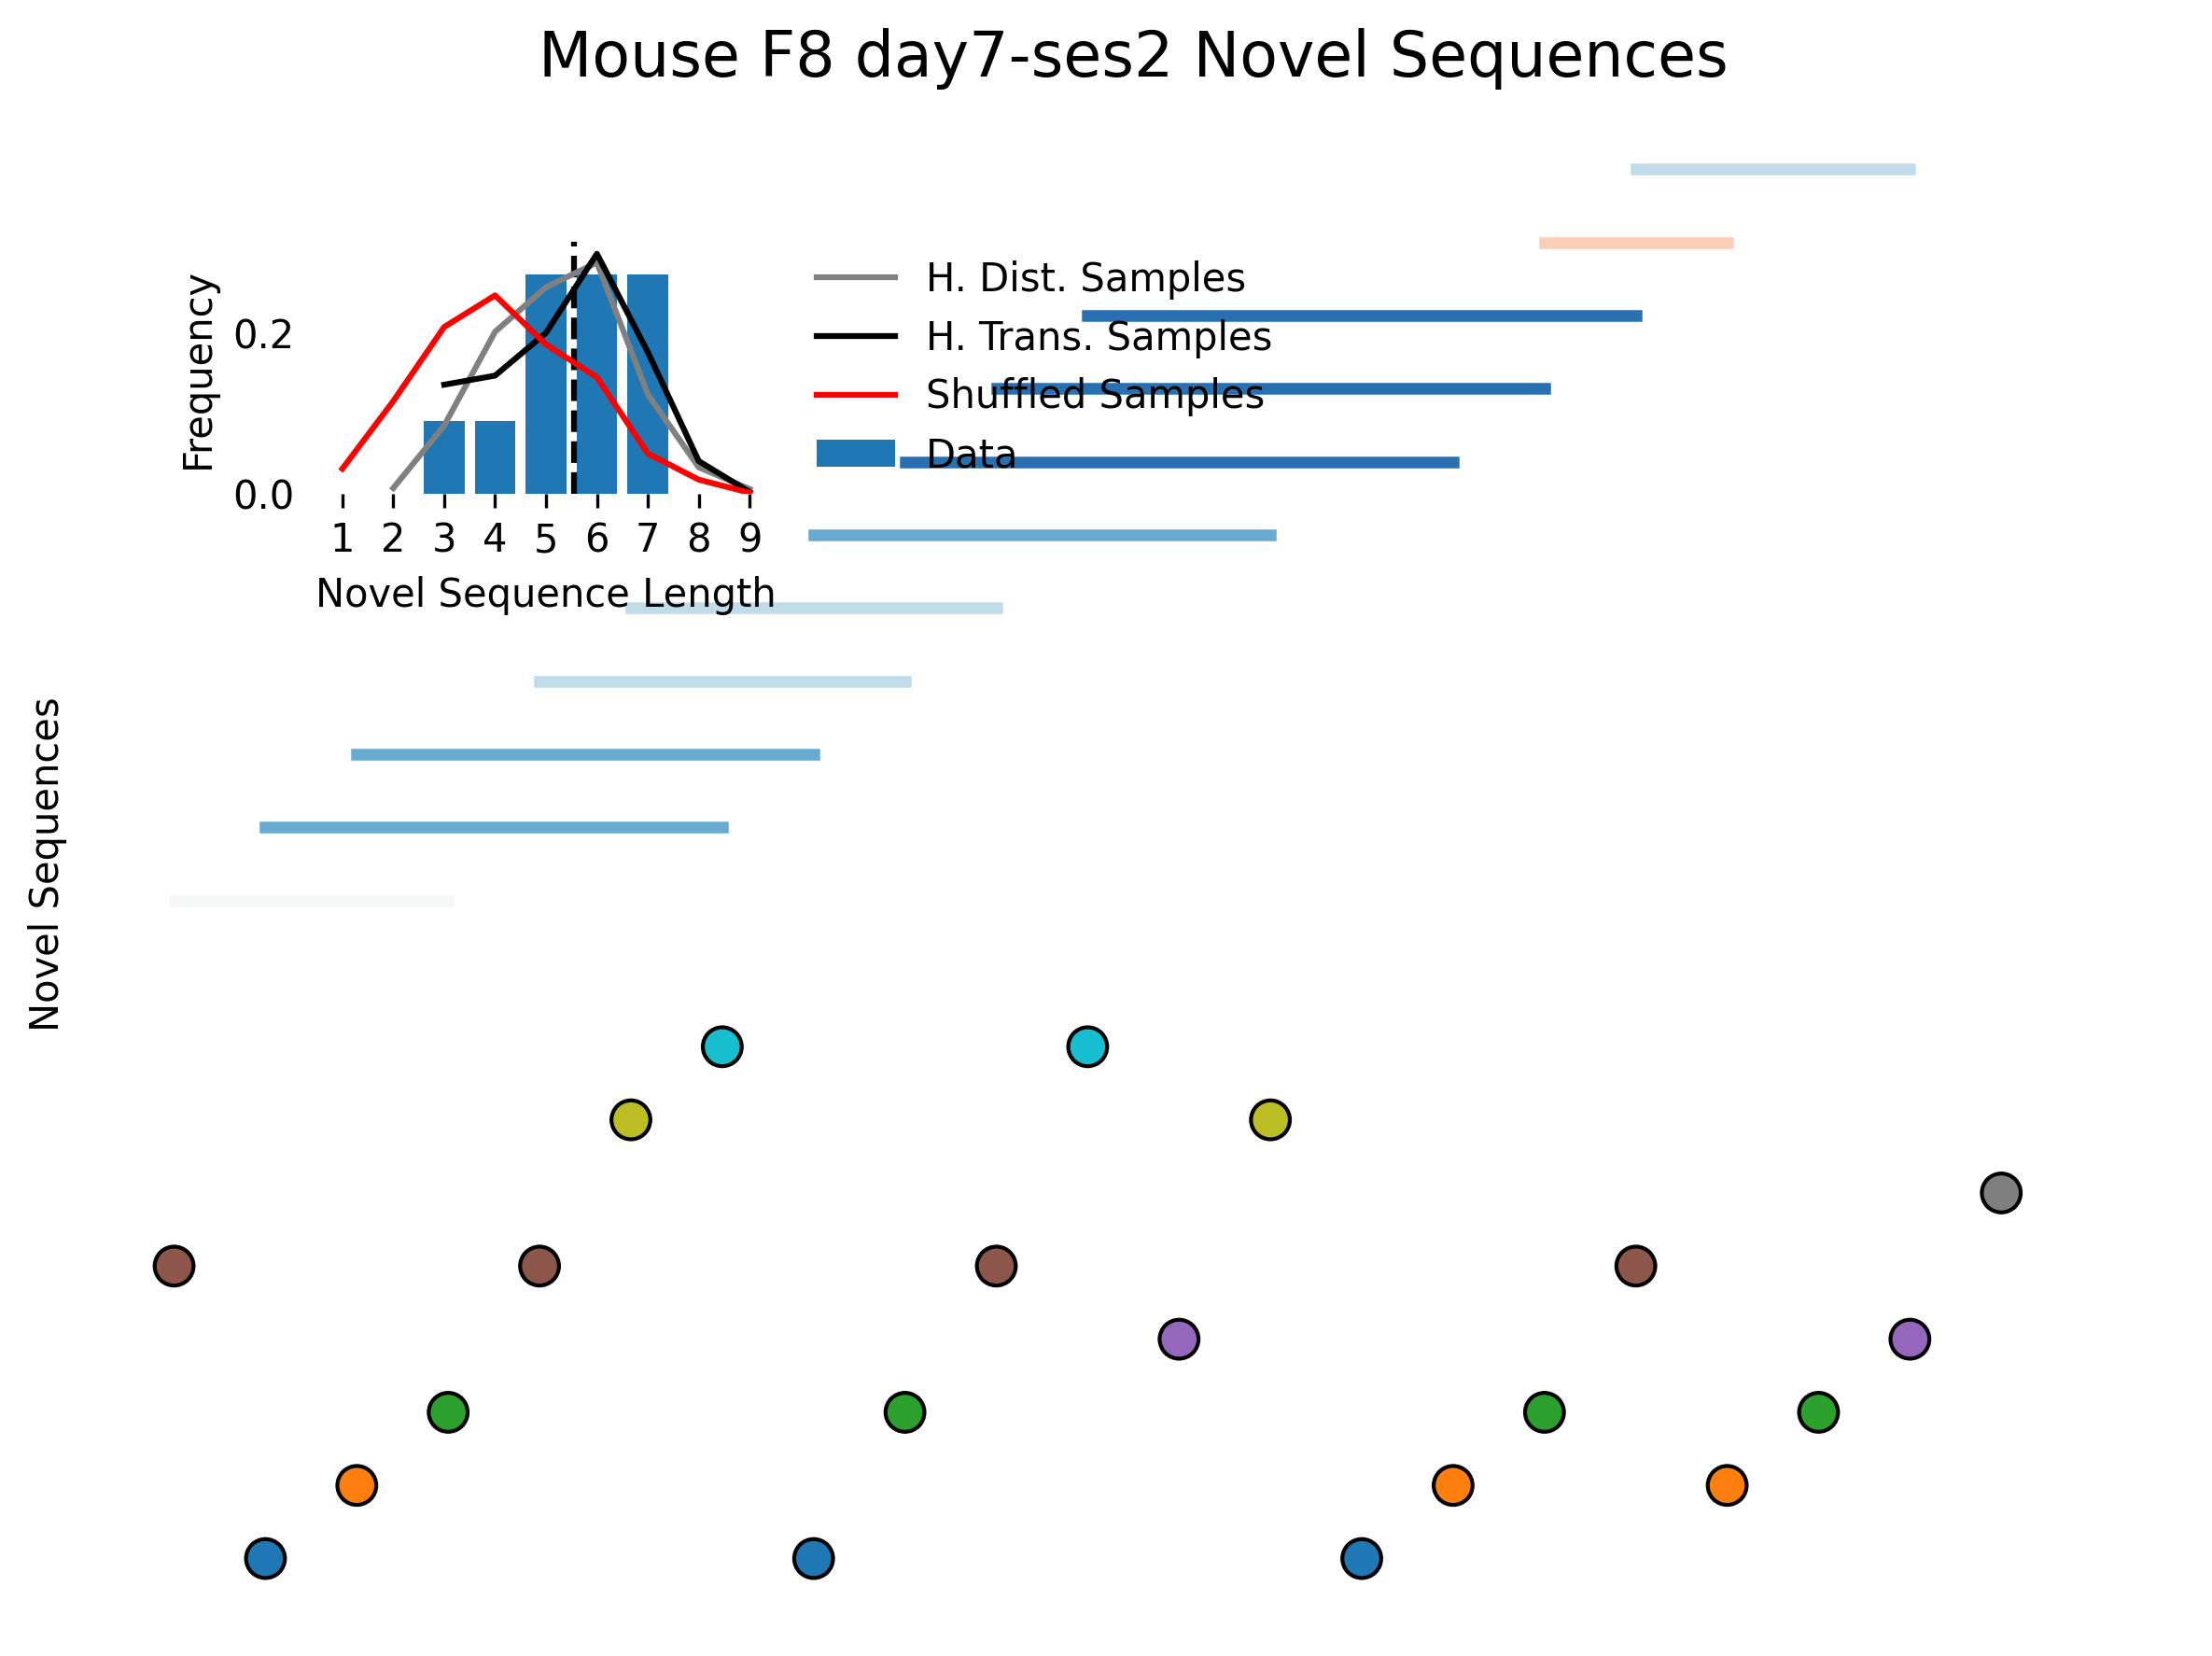 Mouse F8 day7-ses2 Novel Sequences
Frequency
0.2
0.0
1 2 3 4 5 6 7 8 9
Novel Sequence Length
H. Dist. Samples
H. Trans. Samples
Shuffled Samples
Data
Novel Sequences